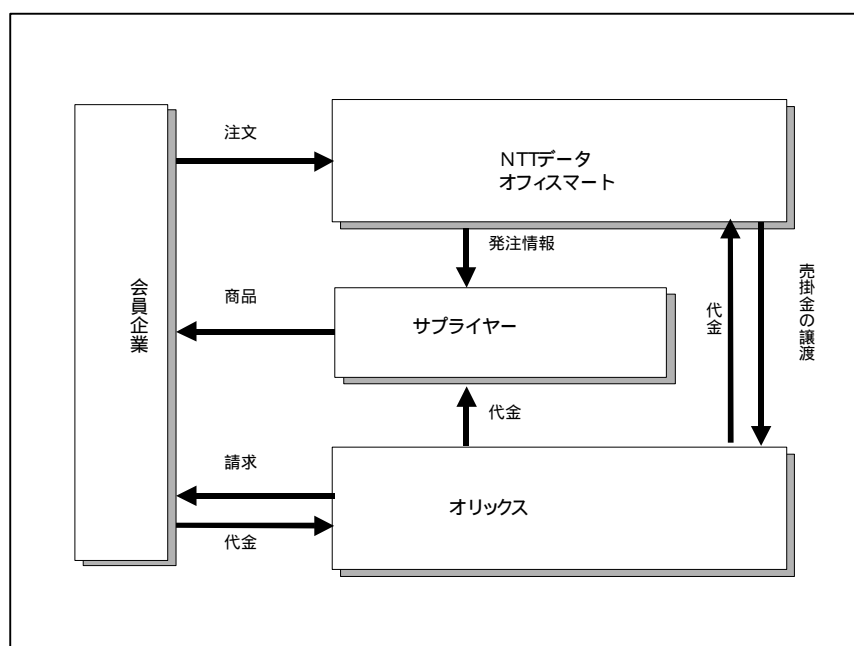 注文
NTTデータ
オフィスマート
発注情報
会員企業
商品
サプライヤー
代金
売掛金の譲渡
代金
請求
オリックス
代金